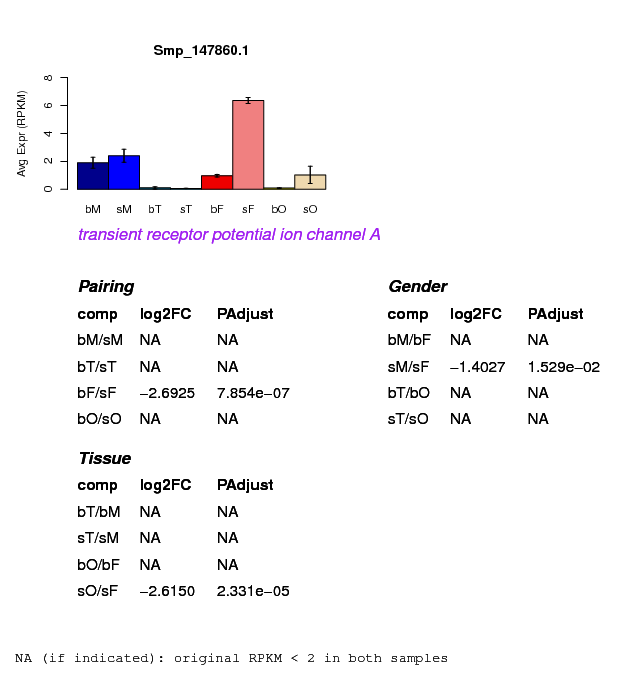 Smp_147860.1
Avg Expr (RPKM)
0 2 4 6 8
bM sM bT sT bF sF bO sO
transient receptor potential ion channel A
Pairing
comp log2FC PAdjust
bM/sM NA NA
bT/sT NA NA
bF/sF −2.6925 7.854e−07
bO/sO NA NA
Gender
comp log2FC PAdjust
bM/bF NA NA
sM/sF −1.4027 1.529e−02
bT/bO NA NA
sT/sO NA NA
Tissue
comp log2FC PAdjust
bT/bM NA NA
sT/sM NA NA
bO/bF NA NA
sO/sF −2.6150 2.331e−05
NA (if indicated): original RPKM < 2 in both samples